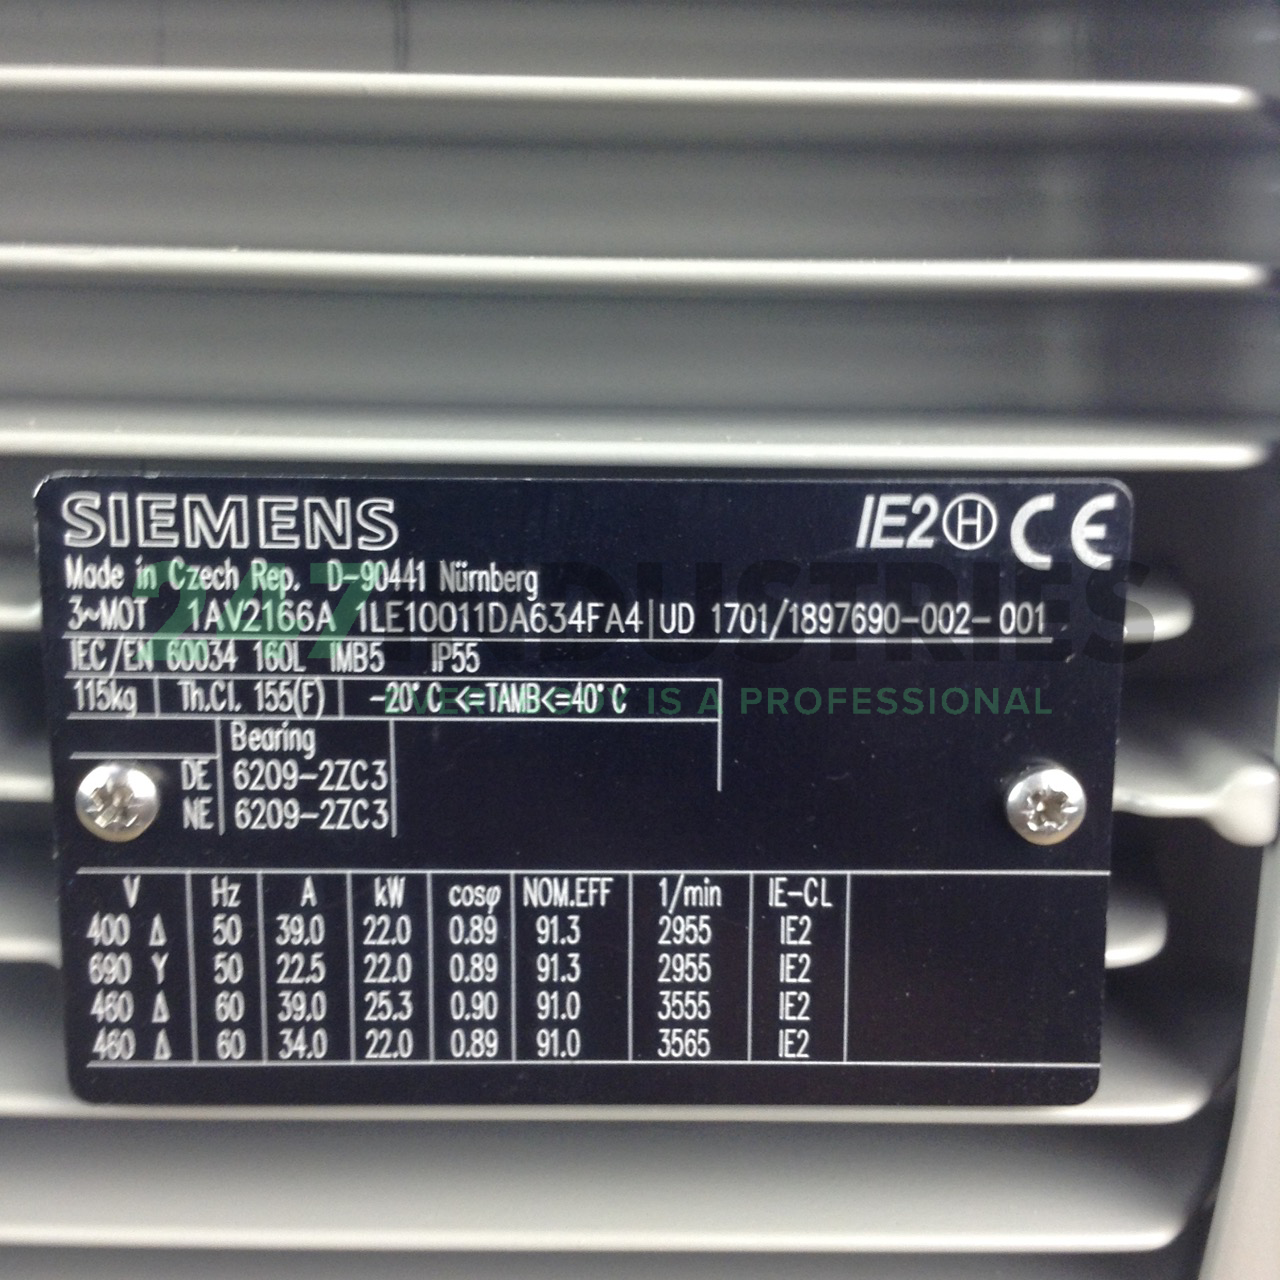 SIEMENS IE2 H CE
Made in Czech Rep. D-90441 Nürnberg
3~MOT 1AV2166A 1LE10011DA634FA4 UD 1701/1897690-002-001
IEC/EN 60034 160L IMB5 IP55
247 INDUSTRIES
115kg Th.Cl. 155(F) -20°C <=TAMB<=40°C
EVERYBODY IS A PROFESSIONAL
Bearing
DE 6209-2ZC3
NE 6209-2ZC3
V Hz A kW cosφ NOM.EFF 1/min IE-CL
400 Δ 50 39.0 22.0 0.89 91.3 2955 IE2
690 Y 50 22.5 22.0 0.89 91.3 2955 IE2
460 Δ 60 39.0 25.3 0.90 91.0 3555 IE2
460 Δ 60 34.0 22.0 0.89 91.0 3565 IE2